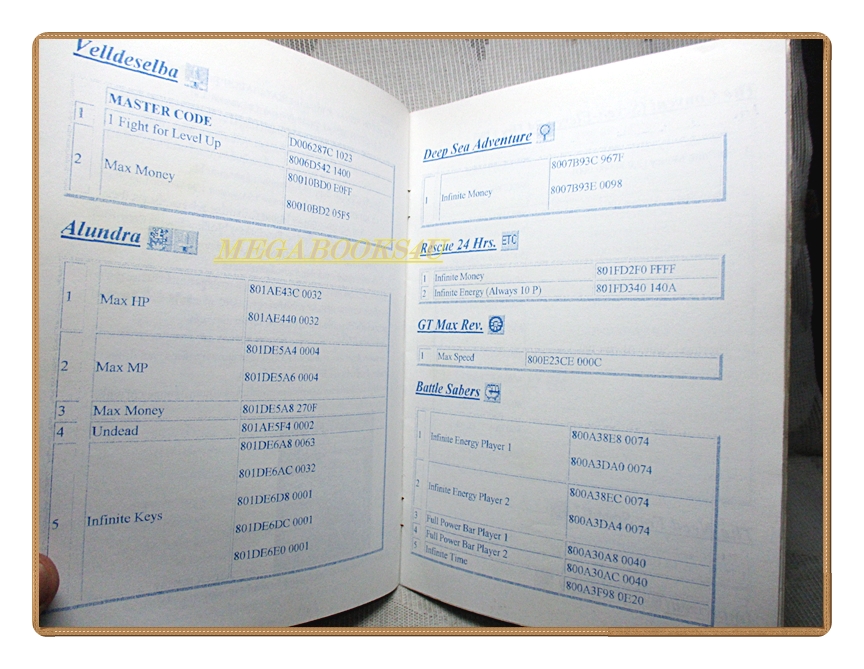 Velldeselba
MASTER CODE
1 1 Fight for Level Up D006287C 1023
8006D542 1400
2 Max Money 80010BD0 E0FF
80010BD2 05F5
Alundra
MEGABOOKS4U
1 Max HP 801AE43C 0032
801AE440 0032
2 Max MP 801DE5A4 0004
801DE5A6 0004
3 Max Money 801DE5A8 270F
4 Undead 801AE5F4 0002
5 Infinite Keys 801DE6A8 0063
801DE6AC 0032
801DE6D8 0001
801DE6DC 0001
801DE6E0 0001
Deep Sea Adventure
1 Infinite Money 8007B93C 967F
8007B93E 0098
Rescue 24 Hrs. ETC
1 Infinite Money 801FD2F0 FFFF
2 Infinite Energy (Always 10 P) 801FD340 140A
GT Max Rev.
1 Max Speed 800E23CE 000C
Battle Sabers
1 Infinite Energy Player 1 800A38E8 0074
800A3DA0 0074
2 Infinite Energy Player 2 800A38EC 0074
800A3DA4 0074
3 Full Power Bar Player 1 800A30A8 0040
4 Full Power Bar Player 2 800A30AC 0040
5 Infinite Time 800A3F98 0E20